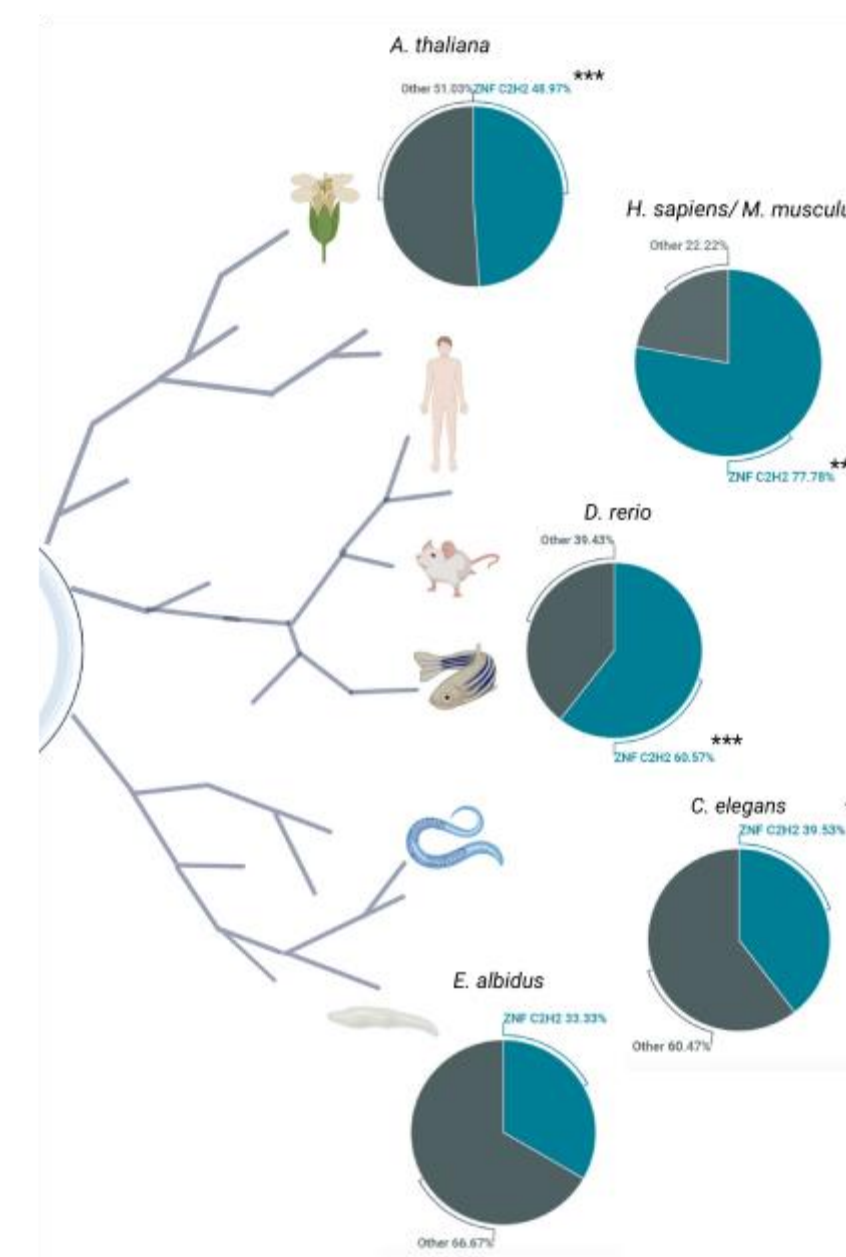 A. thaliana
***
Other 51.03% ZNF C2H2 48.97%
H. sapiens/ M. musculu
Other 22.22%
**
ZNF C2H2 77.78%
D. rerio
Other 39.43%
***
ZNF C2H2 60.57%
C. elegans
ZNF C2H2 39.53%
Other 60.47%
E. albidus
ZNF C2H2 33.33%
Other 66.67%